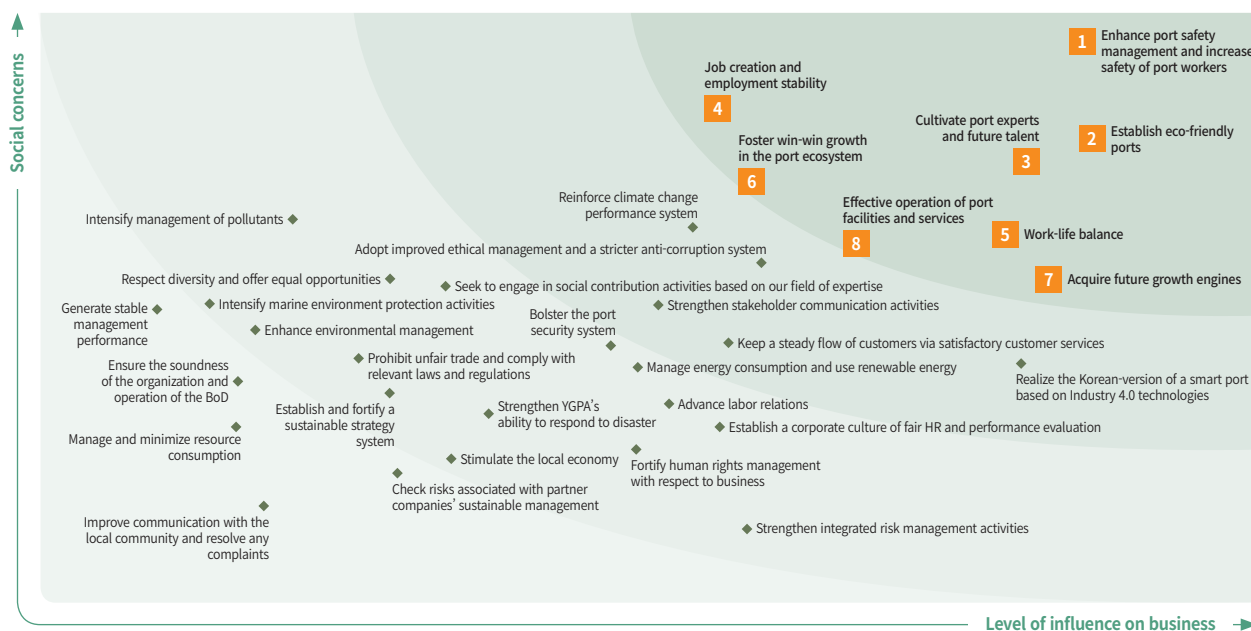 Social concerns
1
Enhance port safety
management and increase
safety of port workers
Job creation and
employment stability
4
Cultivate port experts
and future talent
3
2
Establish eco-friendly
ports
Foster win-win growth
in the port ecosystem
6
Reinforce climate change
performance system
Effective operation of port
facilities and services
8
5
Work-life balance
7
Acquire future growth engines
Intensify management of pollutants
Adopt improved ethical management and a stricter anti-corruption system
Respect diversity and offer equal opportunities
Seek to engage in social contribution activities based on our field of expertise
Generate stable
management
performance
Intensify marine environment protection activities
Strengthen stakeholder communication activities
Enhance environmental management
Bolster the port
security system
Keep a steady flow of customers via satisfactory customer services
Ensure the soundness
of the organization and
operation of the BoD
Prohibit unfair trade and comply with
relevant laws and regulations
Manage energy consumption and use renewable energy
Realize the Korean-version of a smart port
based on Industry 4.0 technologies
Establish and fortify a
sustainable strategy
system
Strengthen YGPA's
ability to respond to disaster
Advance labor relations
Manage and minimize resource
consumption
Establish a corporate culture of fair HR and performance evaluation
Stimulate the local economy
Fortify human rights management
with respect to business
Check risks associated with partner
companies' sustainable management
Improve communication with the
local community and resolve any
complaints
Strengthen integrated risk management activities
Level of influence on business